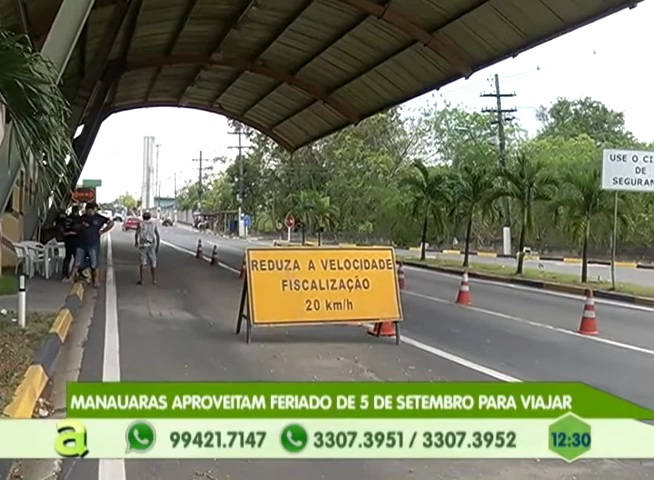 USE O CI
DE
SEGURAN
REDUZA A VELOCIDADE
FISCALIZAÇÃO
20 km/h
MANAUARAS APROVEITAM FERIADO DE 5 DE SETEMBRO PARA VIAJAR
a 99421.7147 3307.3951 / 3307.3952 12:30